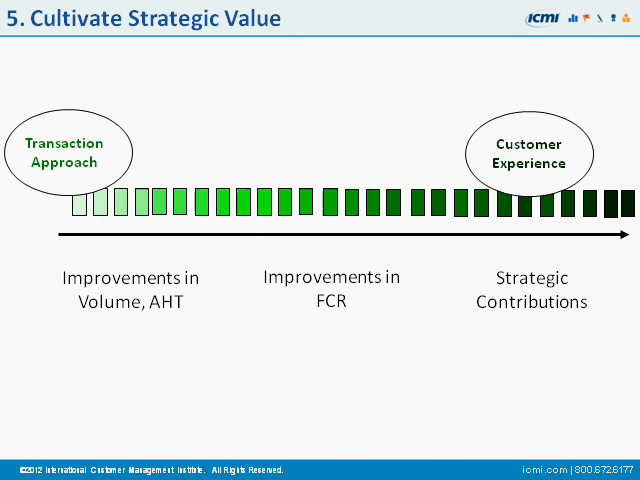 5. Cultivate Strategic Value
icmi
Transaction
Approach
Customer
Experience
Improvements in
Volume, AHT
Improvements in
FCR
Strategic
Contributions
©2012 International Customer Management Institute. All Rights Reserved.
icmi.com | 800.672.6177